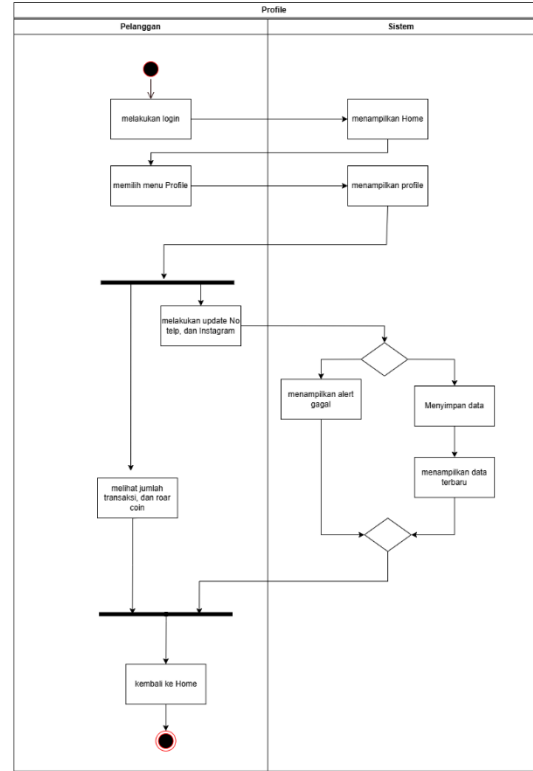 Profile
Pelanggan
Sistem
melakukan login
menampilkan Home
memilih menu Profile
menampilkan profile
melakukan update No
telp, dan Instagram
menampilkan alert
gagal
Menyimpan data
menampilkan data
terbaru
melihat jumlah
transaksi, dan roar
coin
kembali ke Home